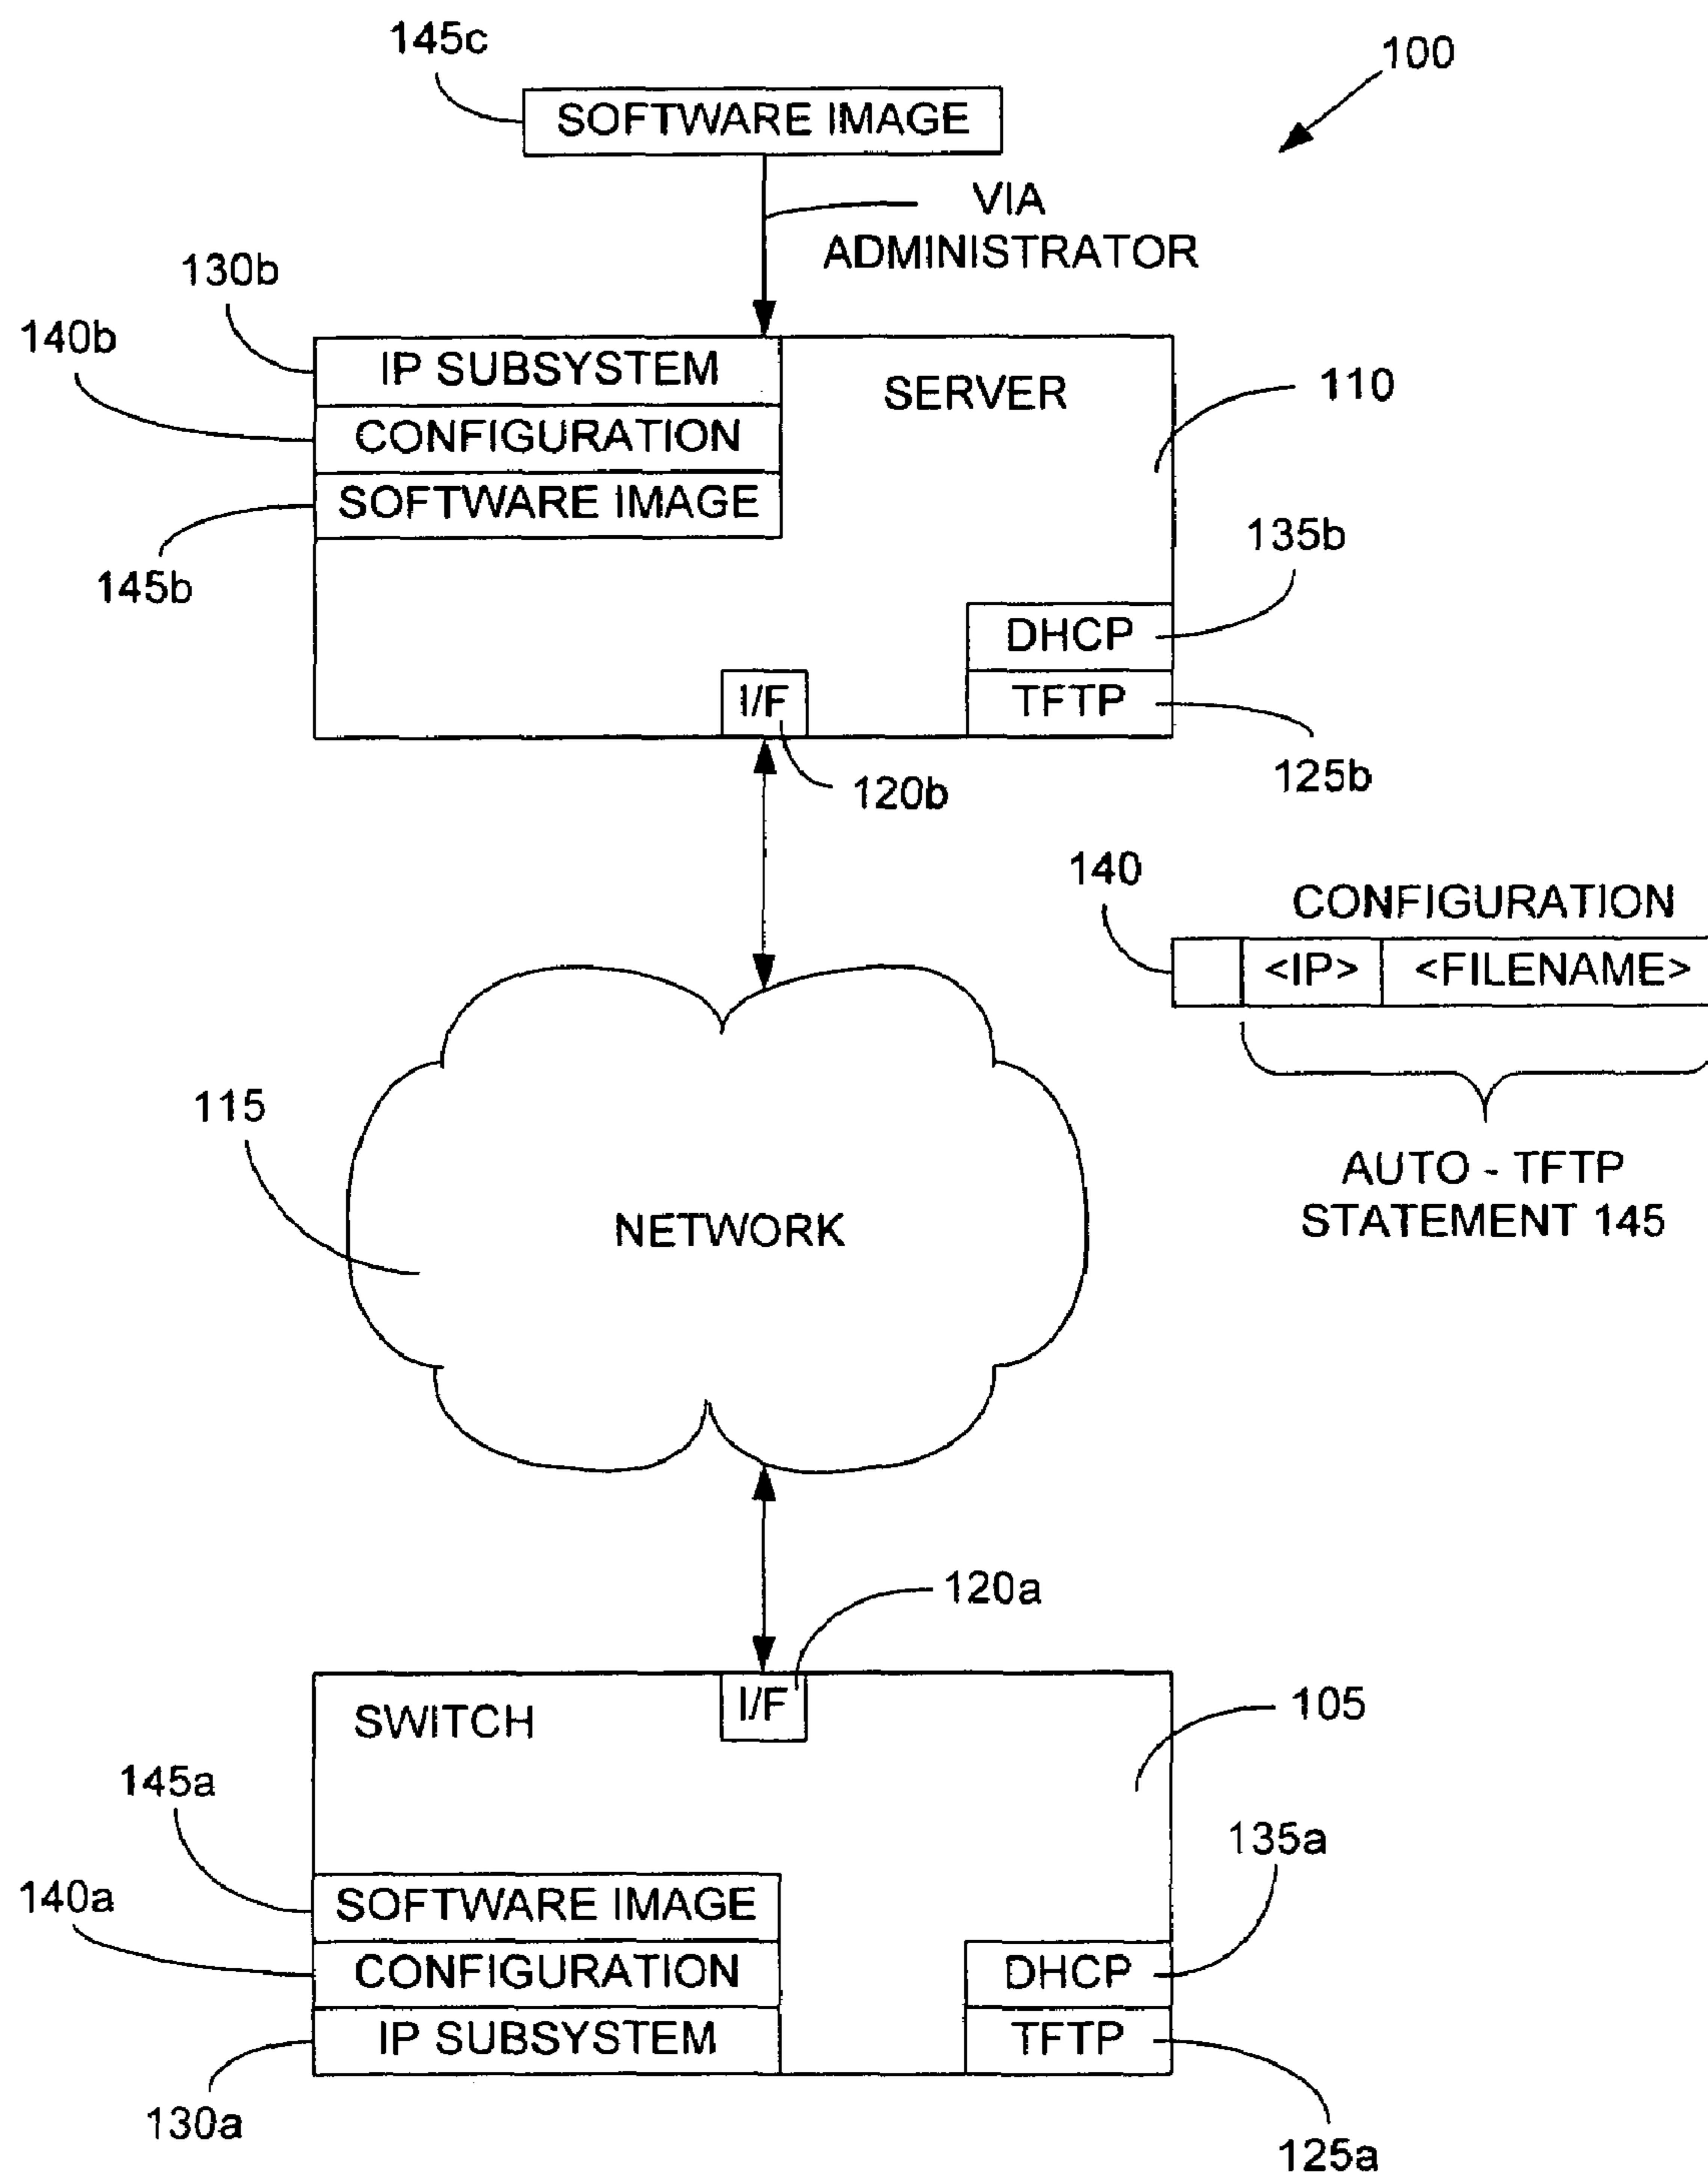 145c
100
SOFTWARE IMAGE
VIA
ADMINISTRATOR
130b
140b
IP SUBSYSTEM
CONFIGURATION
SOFTWARE IMAGE
SERVER
110
145b
135b
DHCP
TFTP
I/F
120b
125b
140
CONFIGURATION
<IP>
<FILENAME>
AUTO - TFTP
STATEMENT 145
115
NETWORK
120a
I/F
SWITCH
105
145a
140a
SOFTWARE IMAGE
CONFIGURATION
IP SUBSYSTEM
135a
DHCP
TFTP
130a
125a